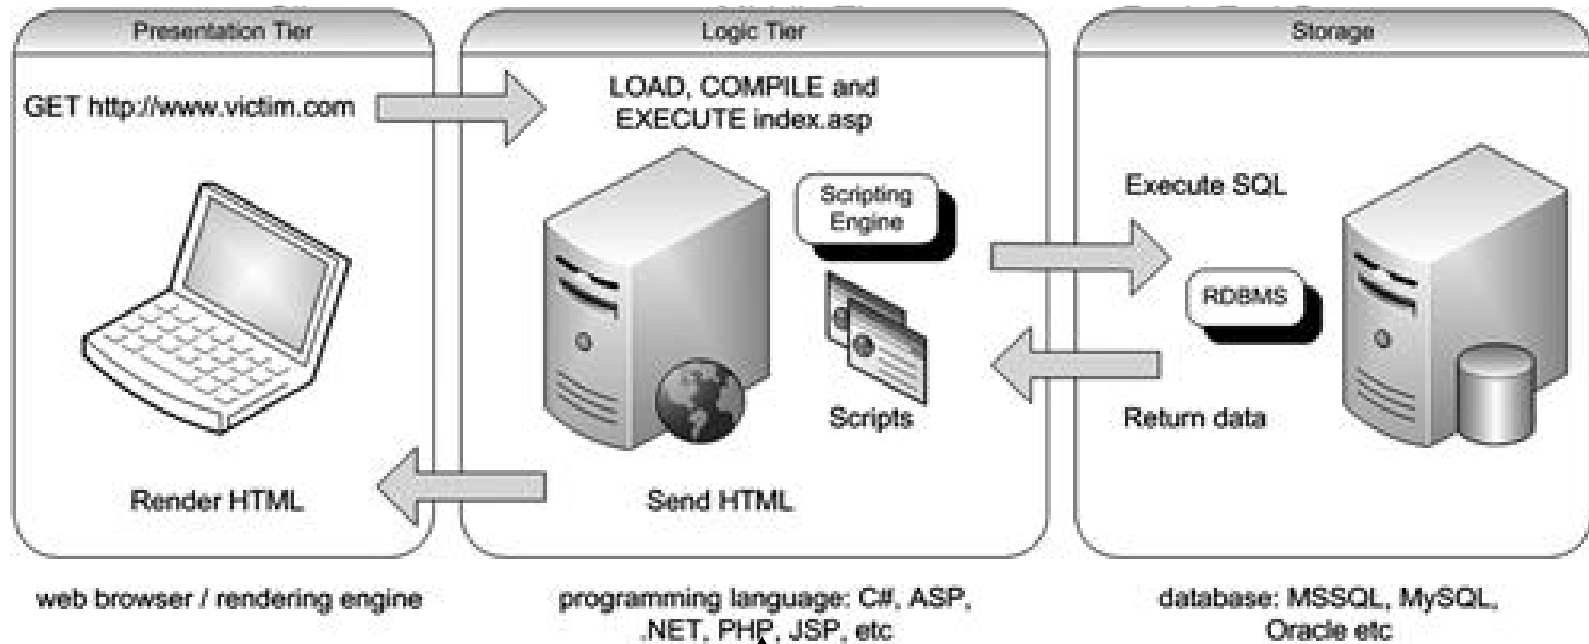 Presentation Tier
GET http://www.victim.com
Render HTML
web browser / rendering engine
Logic Tier
LOAD, COMPILE and
EXECUTE index.asp
Scripting
Engine
Scripts
Send HTML
programming language: C#, ASP,
.NET, PHP, JSP, etc
Storage
Execute SQL
RDBMS
Return data
database: MSSQL, MySQL,
Oracle etc